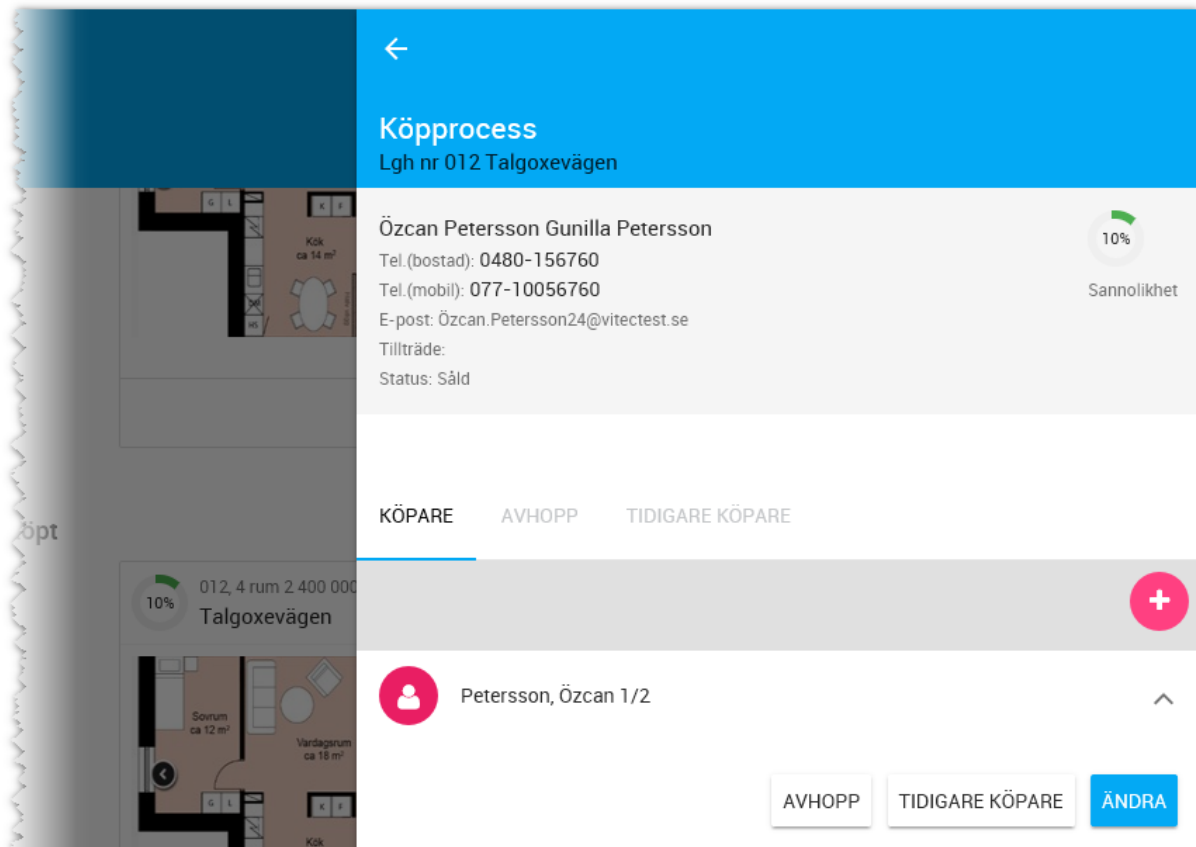 Köpprocess
Lgh nr 012 Talgoxevägen
Özcan Petersson Gunilla Petersson
Tel.(bostad): 0480-156760
Tel.(mobil): 077-10056760
E-post: Özcan.Petersson24@vitectest.se
Tillträde:
Status: Såld
10%
Sannolikhet
KÖPARE AVHOPP TIDIGARE KÖPARE
Petersson, Özcan 1/2
AVHOPP TIDIGARE KÖPARE ÄNDRA
G L K F
Kök
ca 14 m²
HS
öpt
10%
012, 4 rum 2 400 000
Talgoxevägen
Sovrum
ca 12 m²
Vardagsrum
ca 18 m²
G L K F
Kök